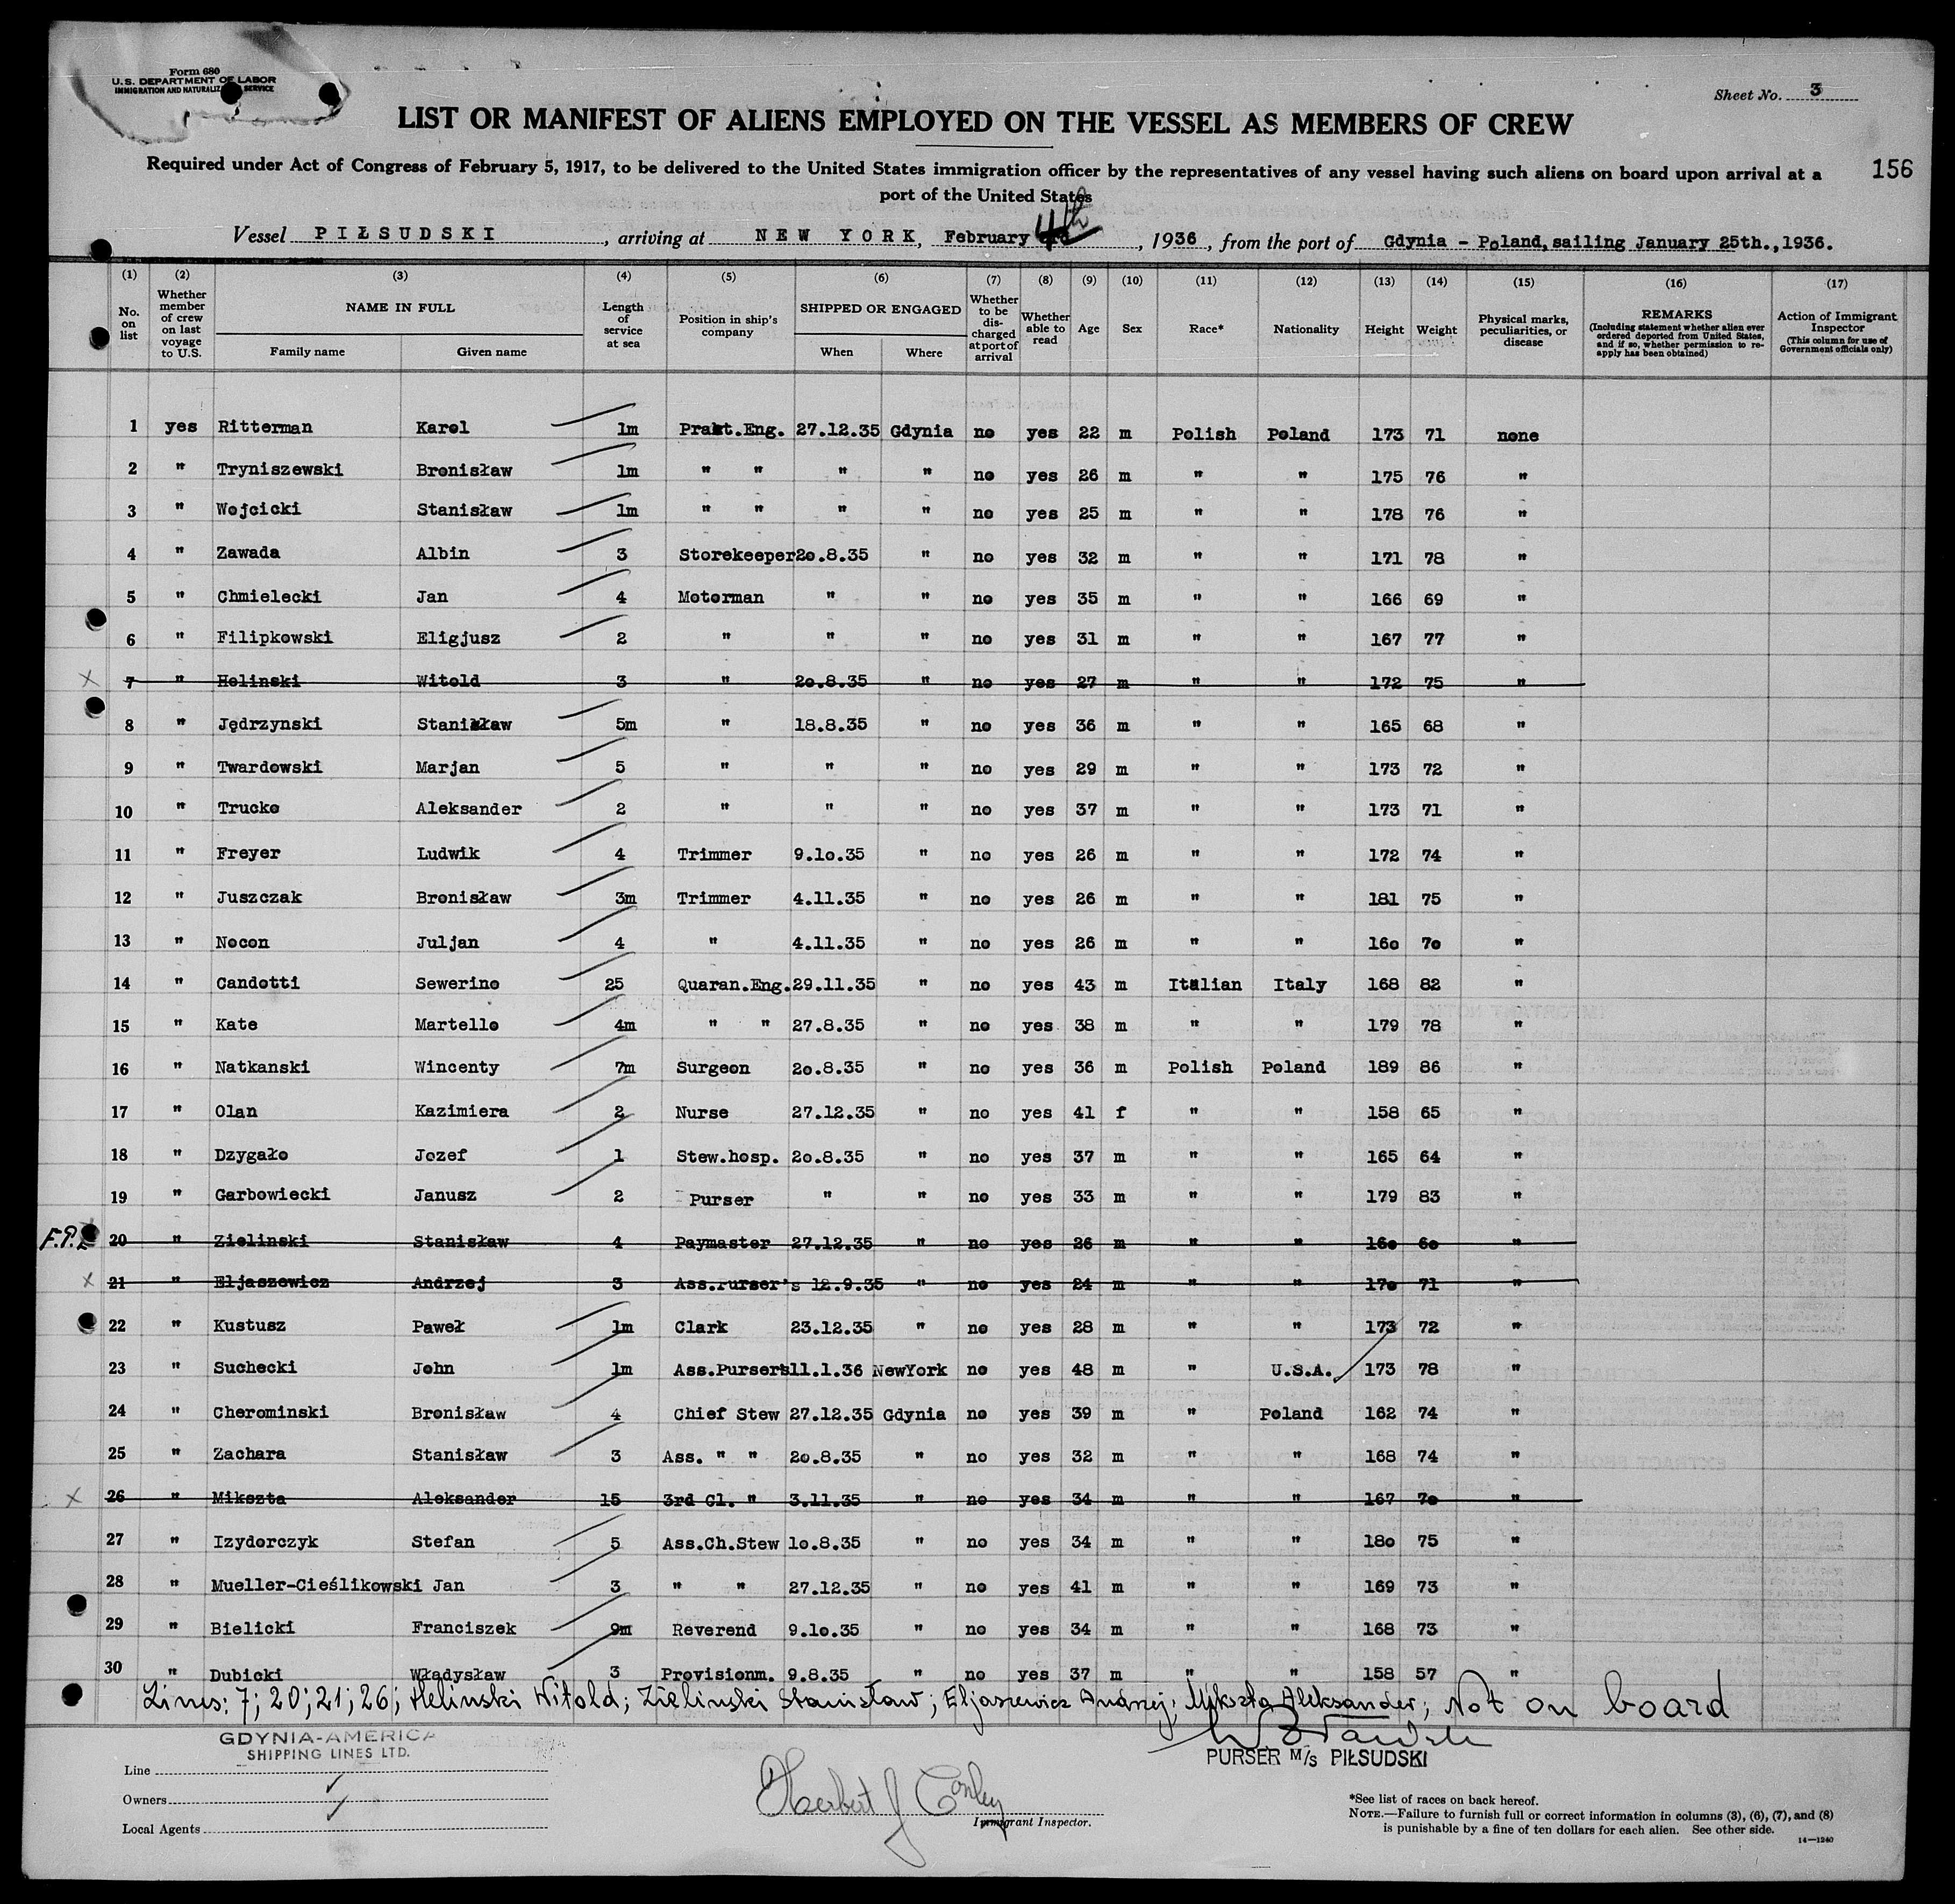 Form 680
U.S. DEPARTMENT OF LABOR
IMMIGRATION AND NATURALIZ SERVICE
Sheet No. 3
LIST OR MANIFEST OF ALIENS EMPLOYED ON THE VESSEL AS MEMBERS OF CREW
Required under Act of Congress of February 5, 1917, to be delivered to the United States immigration officer by the representatives of any vessel having such aliens on board upon arrival at a
port of the United States
156
Vessel PIŁSUDSKI, arriving at NEW YORK, February 4th, 1936, from the port of Gdynia - Poland, sailing January 25th., 1936.
(1) (2) (3) (4) (5) (6) (7) (8) (9) (10) (11) (12) (13) (14) (15) (16) (17)
No. on list
Whether member of crew on last voyage to U.S.
NAME IN FULL
Family name Given name
Length of service at sea
Position in ship's company
SHIPPED OR ENGAGED
When Where
Whether to be discharged at port of arrival
Whether able to read
Age
Sex
Race*
Nationality
Height
Weight
Physical marks, peculiarities, or disease
REMARKS
(Including statement whether alien ever ordered deported from United States, and if so, whether permission to re-apply has been obtained)
Action of Immigrant Inspector
(This column for use of Government officials only)
1 yes Ritterman Karol 1m Prakt.Eng. 27.12.35 Gdynia no yes 22 m Polish Poland 173 71 none
2 " Tryniszewski Bronisław 1m " " " " no yes 26 m " " 175 76 "
3 " Wojcicki Stanisław 1m " " " " no yes 25 m " " 178 76 "
4 " Zawada Albin 3 Storekeeper 20.8.35 " no yes 32 m " " 171 78 "
5 " Chmielecki Jan 4 Motorman " " no yes 35 m " " 166 69 "
6 " Filipkowski Eligjusz 2 " " " no yes 31 m " " 167 77 "
x 7 " Helinski Witold 3 " 20.8.35 " no yes 27 m " " 172 75 "
8 " Jędrzynski Stanisław 5m " 18.8.35 " no yes 36 m " " 165 68 "
9 " Twardowski Marjan 5 " " " no yes 29 m " " 173 72 "
10 " Trucko Aleksander 2 " " " no yes 37 m " " 173 71 "
11 " Freyer Ludwik 4 Trimmer 9.10.35 " no yes 26 m " " 172 74 "
12 " Juszczak Bronisław 3m Trimmer 4.11.35 " no yes 26 m " " 181 75 "
13 " Nocon Juljan 4 " 4.11.35 " no yes 26 m " " 160 70 "
14 " Candotti Sewerino 25 Quaran.Eng. 29.11.35 " no yes 43 m Italian Italy 168 82 "
15 " Kate Martello 4m " " 27.8.35 " no yes 38 m " " 179 78 "
16 " Natkanski Wincenty 7m Surgeon 20.8.35 " no yes 36 m Polish Poland 189 86 "
17 " Olan Kazimiera 2 Nurse 27.12.35 " no yes 41 f " " 158 65 "
18 " Dzygało Jozef 1 Stew.hosp. 20.8.35 " no yes 37 m " " 165 64 "
19 " Garbowiecki Janusz 2 Purser " " no yes 33 m " " 179 83 "
20 " Zielinski Stanisław 4 Paymaster 27.12.35 " no yes 26 m " " 160 60 "
x 21 " Eljaszewicz Andrzej 3 Ass.Purser's 12.9.35 " no yes 24 m " " 170 71 "
22 " Kustusz Paweł 1m Clark 23.12.35 " no yes 28 m " " 173 72 "
23 " Suchecki John 1m Ass.Pursers 11.1.36 NewYork no yes 48 m " U.S.A. 173 78 "
24 " Cherominski Bronisław 4 Chief Stew 27.12.35 Gdynia no yes 39 m " Poland 162 74 "
25 " Zachara Stanisław 3 Ass. " " 20.8.35 " no yes 32 m " " 168 74 "
x 26 " Mikszta Aleksander 15 3rd Cl. " 3.11.35 " no yes 34 m " " 167 70 "
27 " Izydorczyk Stefan 5 Ass.Ch.Stew 10.8.35 " no yes 34 m " " 180 75 "
28 " Mueller-Cieślikowski Jan 3 " " 27.12.35 " no yes 41 m " " 169 73 "
29 " Bielicki Franciszek 9m Reverend 9.10.35 " no yes 34 m " " 168 73 "
30 " Dubicki Władysław 3 Provisionm. 9.8.35 " no yes 37 m " " 158 57 "
Lines: 7; 20; 21; 26; Helinski Witold; Zielinski Stanisław; Eljaszewicz Andrzej; Mikszta Aleksander; Not on board
GDYNIA-AMERICA
SHIPPING LINES LTD.
PURSER M/s PIŁSUDSKI
Line
Owners
Local Agents
Herbert J Conley
Immigrant Inspector.
*See list of races on back hereof.
NOTE.—Failure to furnish full or correct information in columns (3), (6), (7), and (8)
is punishable by a fine of ten dollars for each alien. See other side.
14—1240